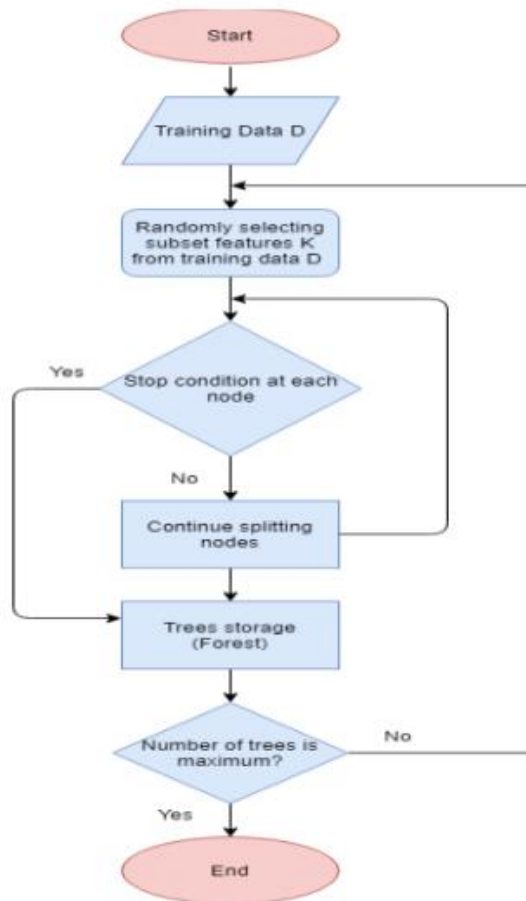 Start
Training Data D
Randomly selecting
subset features K
from training data D
Yes
Stop condition at each
node
No
Continue splitting
nodes
Trees storage
(Forest)
Number of trees is
maximum?
No
Yes
End